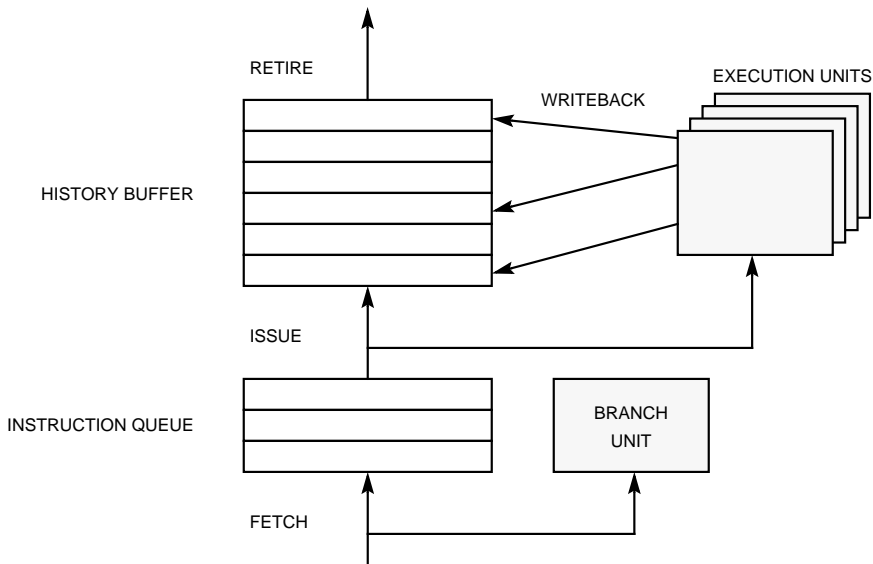 RETIRE
EXECUTION UNITS
WRITEBACK
HISTORY BUFFER
ISSUE
INSTRUCTION QUEUE
BRANCH
UNIT
FETCH